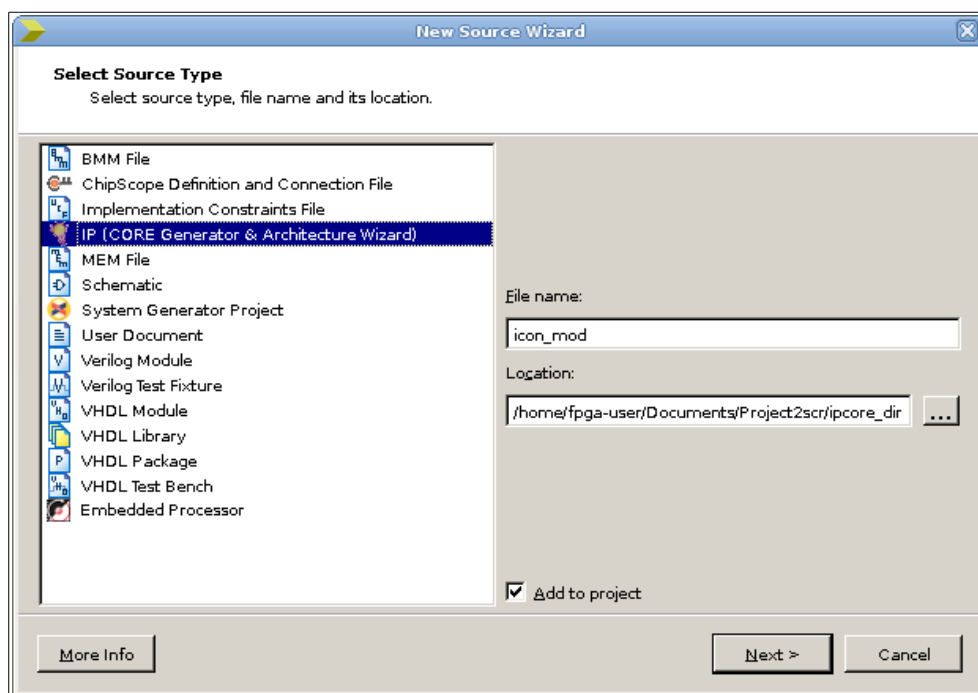 New Source Wizard
Select Source Type
Select source type, file name and its location.
BMM File
ChipScope Definition and Connection File
Implementation Constraints File
IP (CORE Generator & Architecture Wizard)
MEM File
Schematic
System Generator Project
User Document
Verilog Module
Verilog Test Fixture
VHDL Module
VHDL Library
VHDL Package
VHDL Test Bench
Embedded Processor
File name:
icon_mod
Location:
/home/fpga-user/Documents/Project2scr/ipcore_dir
...
Add to project
More Info
Next >
Cancel